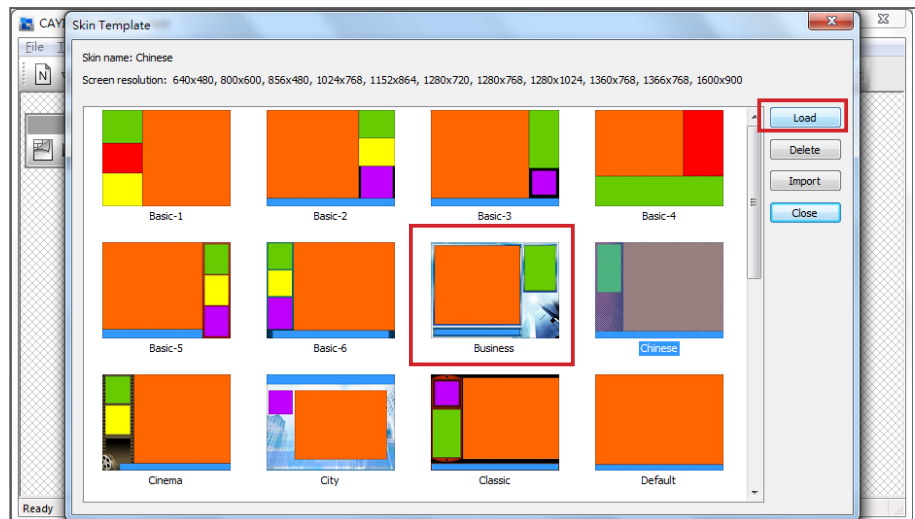 CAYI
Skin Template
File
Skin name: Chinese
Screen resolution: 640x480, 800x600, 856x480, 1024x768, 1152x864, 1280x720, 1280x768, 1280x1024, 1360x768, 1366x768, 1600x900
N
Load
Delete
Import
Close
Basic-1 Basic-2 Basic-3 Basic-4
Basic-5 Basic-6 Business Chinese
Cinema City Classic Default
Ready